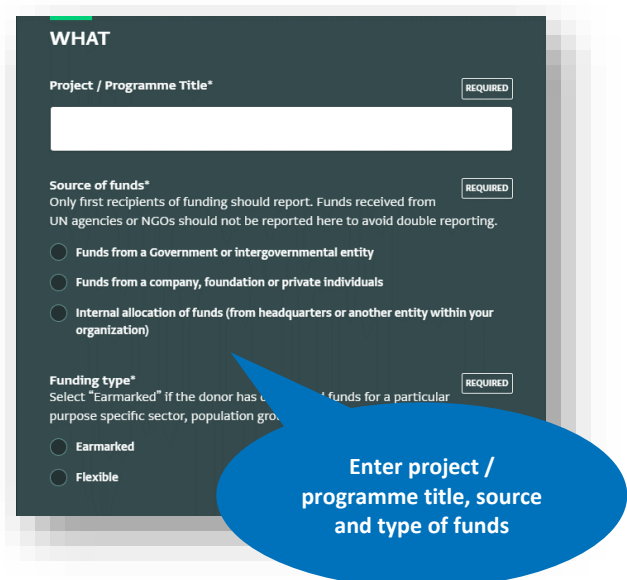 WHAT
Project / Programme Title*
REQUIRED
Source of funds*
REQUIRED
Only first recipients of funding should report. Funds received from
UN agencies or NGOs should not be reported here to avoid double reporting.
Funds from a Government or intergovernmental entity
Funds from a company, foundation or private individuals
Internal allocation of funds (from headquarters or another entity within your
organization)
Funding type*
REQUIRED
Select “Earmarked” if the donor has funds for a particular
purpose specific sector, population
Earmarked
Flexible
Enter project /
programme title, source
and type of funds